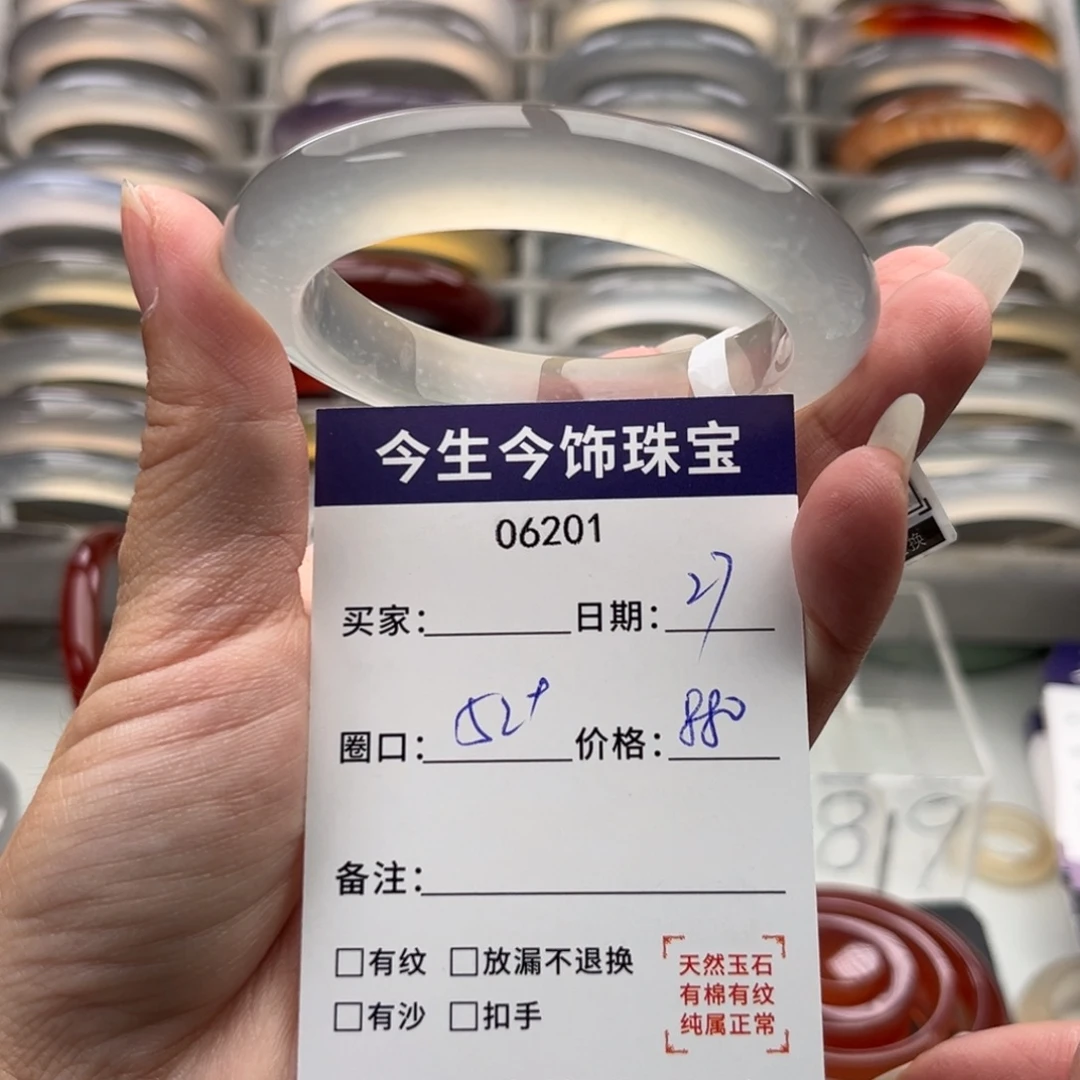 今生今饰珠宝
06201
买家: 日期: 27
圈口: 52+ 价格: 880
备注:
□有纹 □放漏不退换
□有沙 □扣手
天然玉石
有棉有纹
纯属正常
换
819